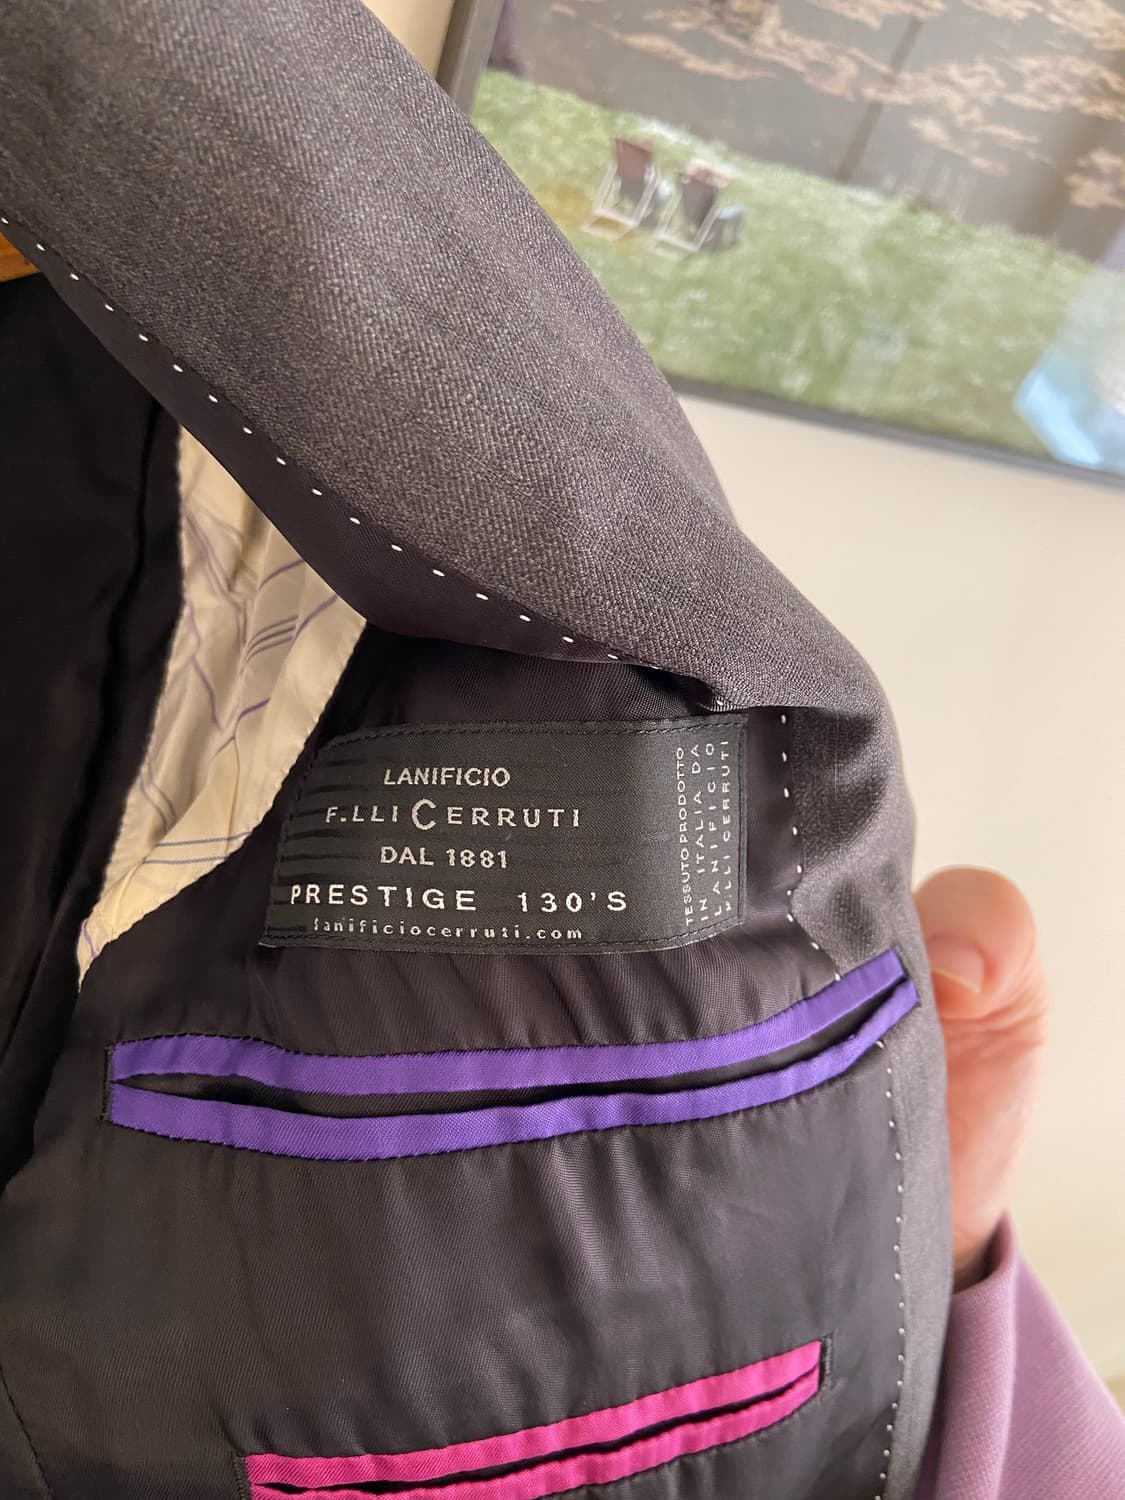 LANIFICIO
F.LLI CERRUTI
DAL 1881
PRESTIGE 130'S
lanificiocerruti.com
TESSUTO PRODOTTO
IN ITALIA DA
LANIFICIO
F.LLI CERRUTI